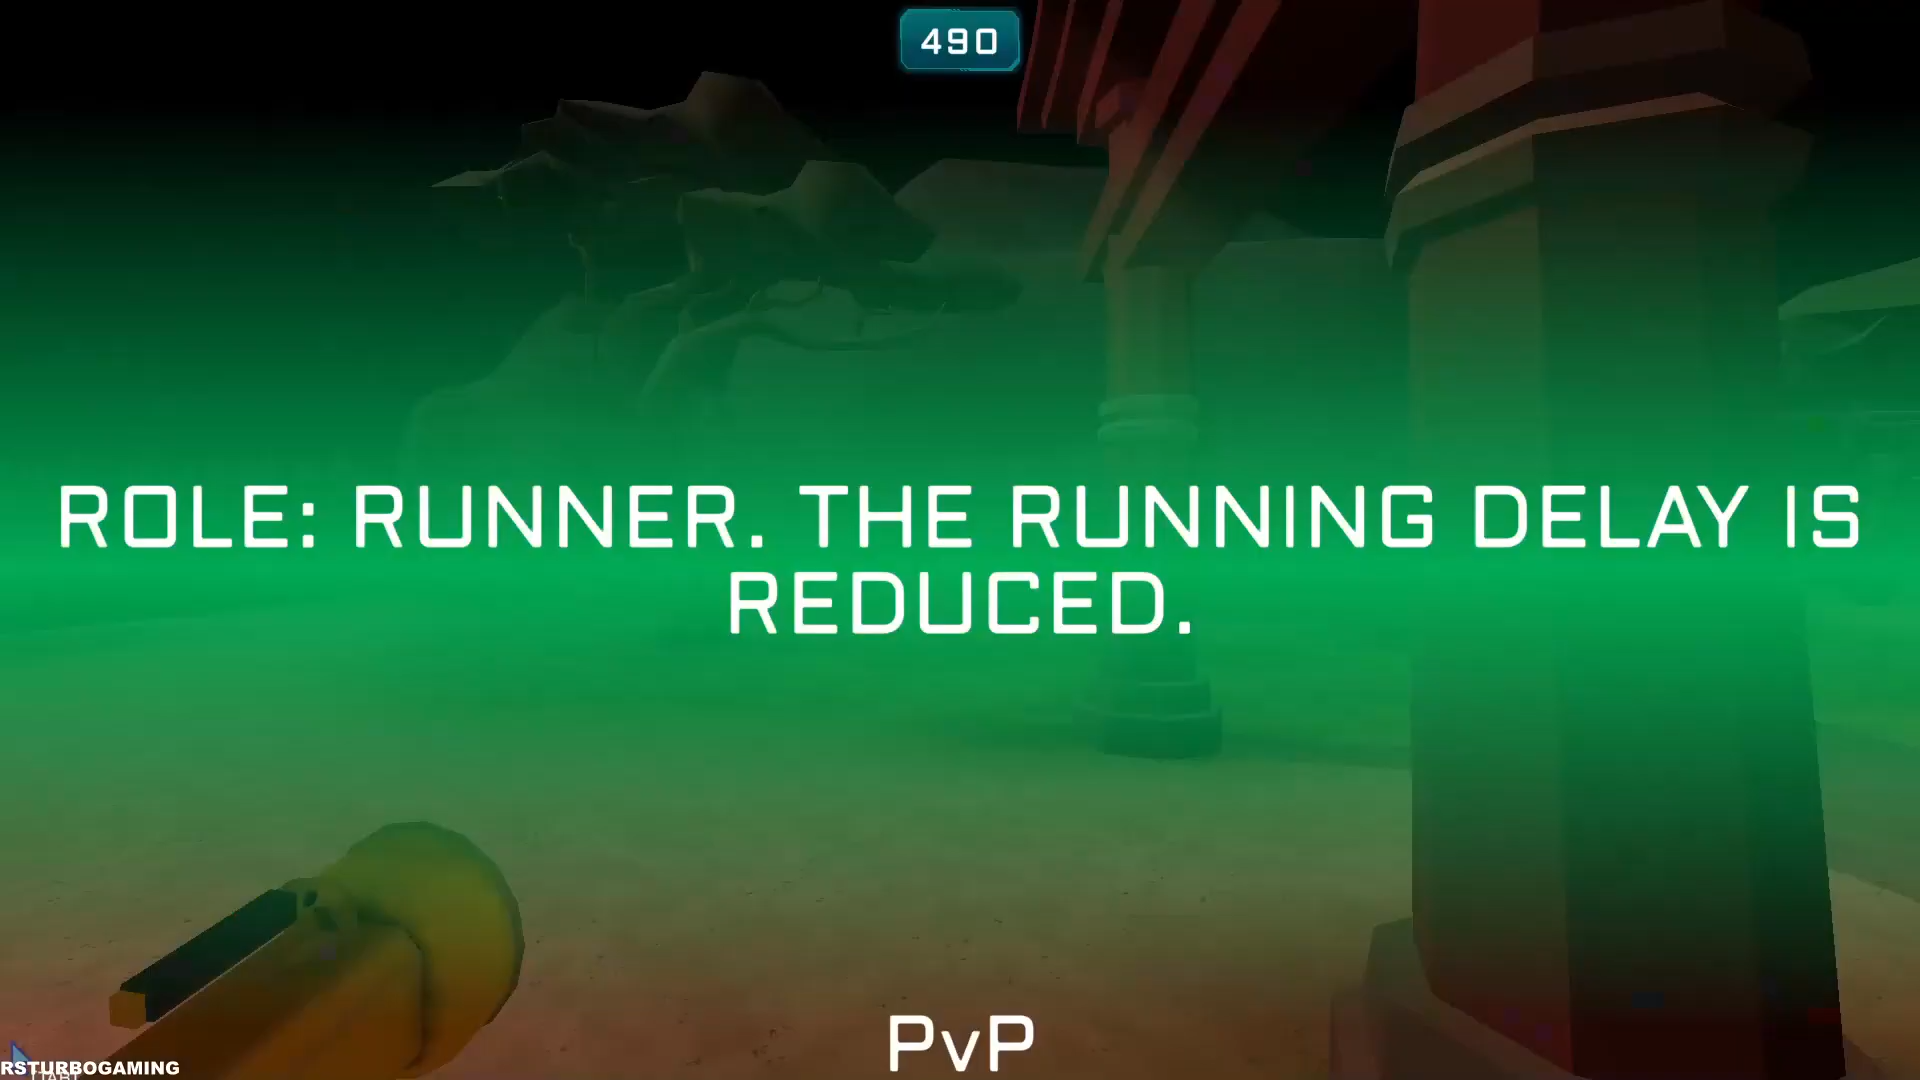 490
ROLE: RUNNER. THE RUNNING DELAY IS
REDUCED.
PvP
RSTURBOGAMING